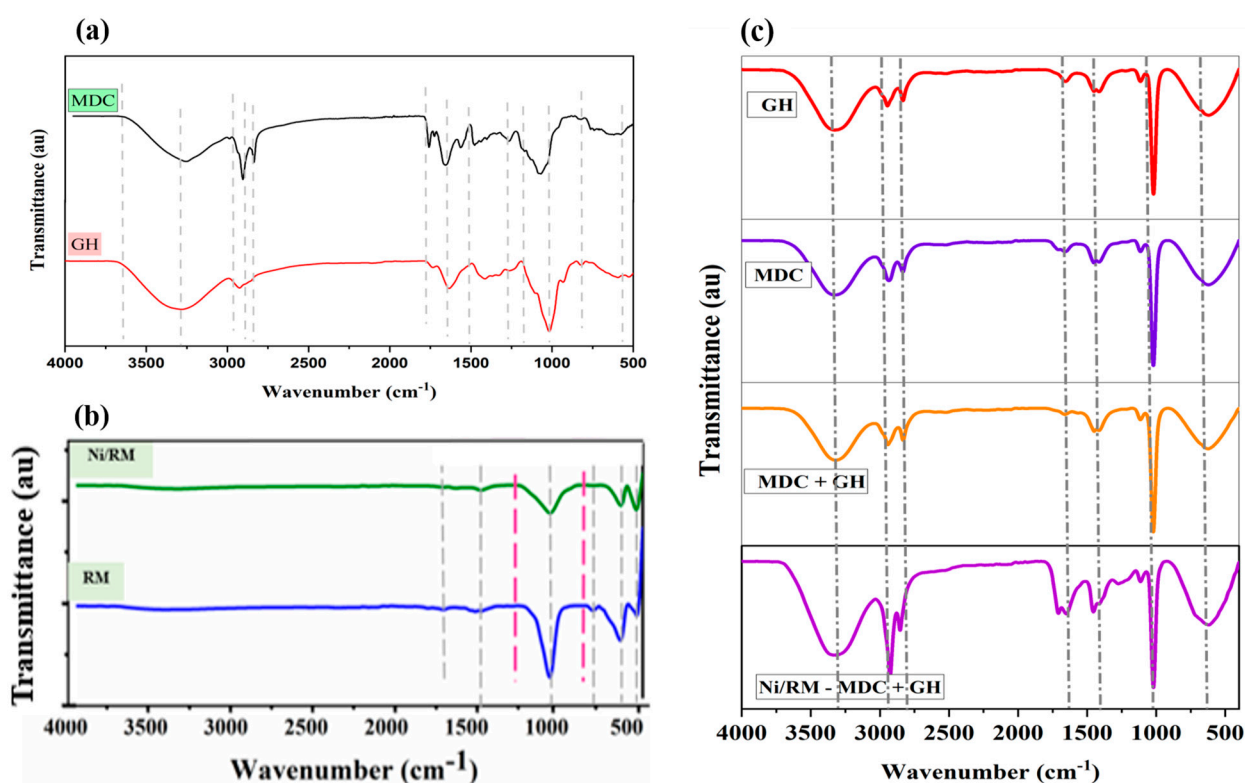 (a)
MDC
GH
Transmittance (au)
4000 3500 3000 2500 2000 1500 1000 500
Wavenumber (cm⁻¹)
(b)
Ni/RM
RM
Transmittance (au)
4000 3500 3000 2500 2000 1500 1000 500
Wavenumber (cm⁻¹)
(c)
GH
MDC
MDC + GH
Ni/RM - MDC + GH
Transmittance (au)
4000 3500 3000 2500 2000 1500 1000 500
Wavenumber (cm⁻¹)